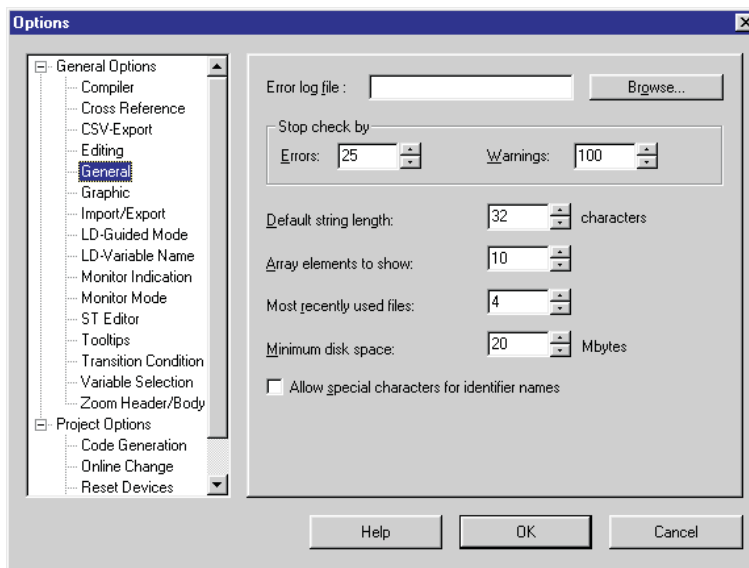 Options
General Options
Compiler
Cross Reference
CSV-Export
Editing
General
Graphic
Import/Export
LD-Guided Mode
LD-Variable Name
Monitor Indication
Monitor Mode
ST Editor
Tooltips
Transition Condition
Variable Selection
Zoom Header/Body
Project Options
Code Generation
Online Change
Reset Devices
Error log file :
Browse...
Stop check by
Errors: 25 Warnings: 100
Default string length: 32 characters
Array elements to show: 10
Most recently used files: 4
Minimum disk space: 20 Mbytes
Allow special characters for identifier names
Help OK Cancel